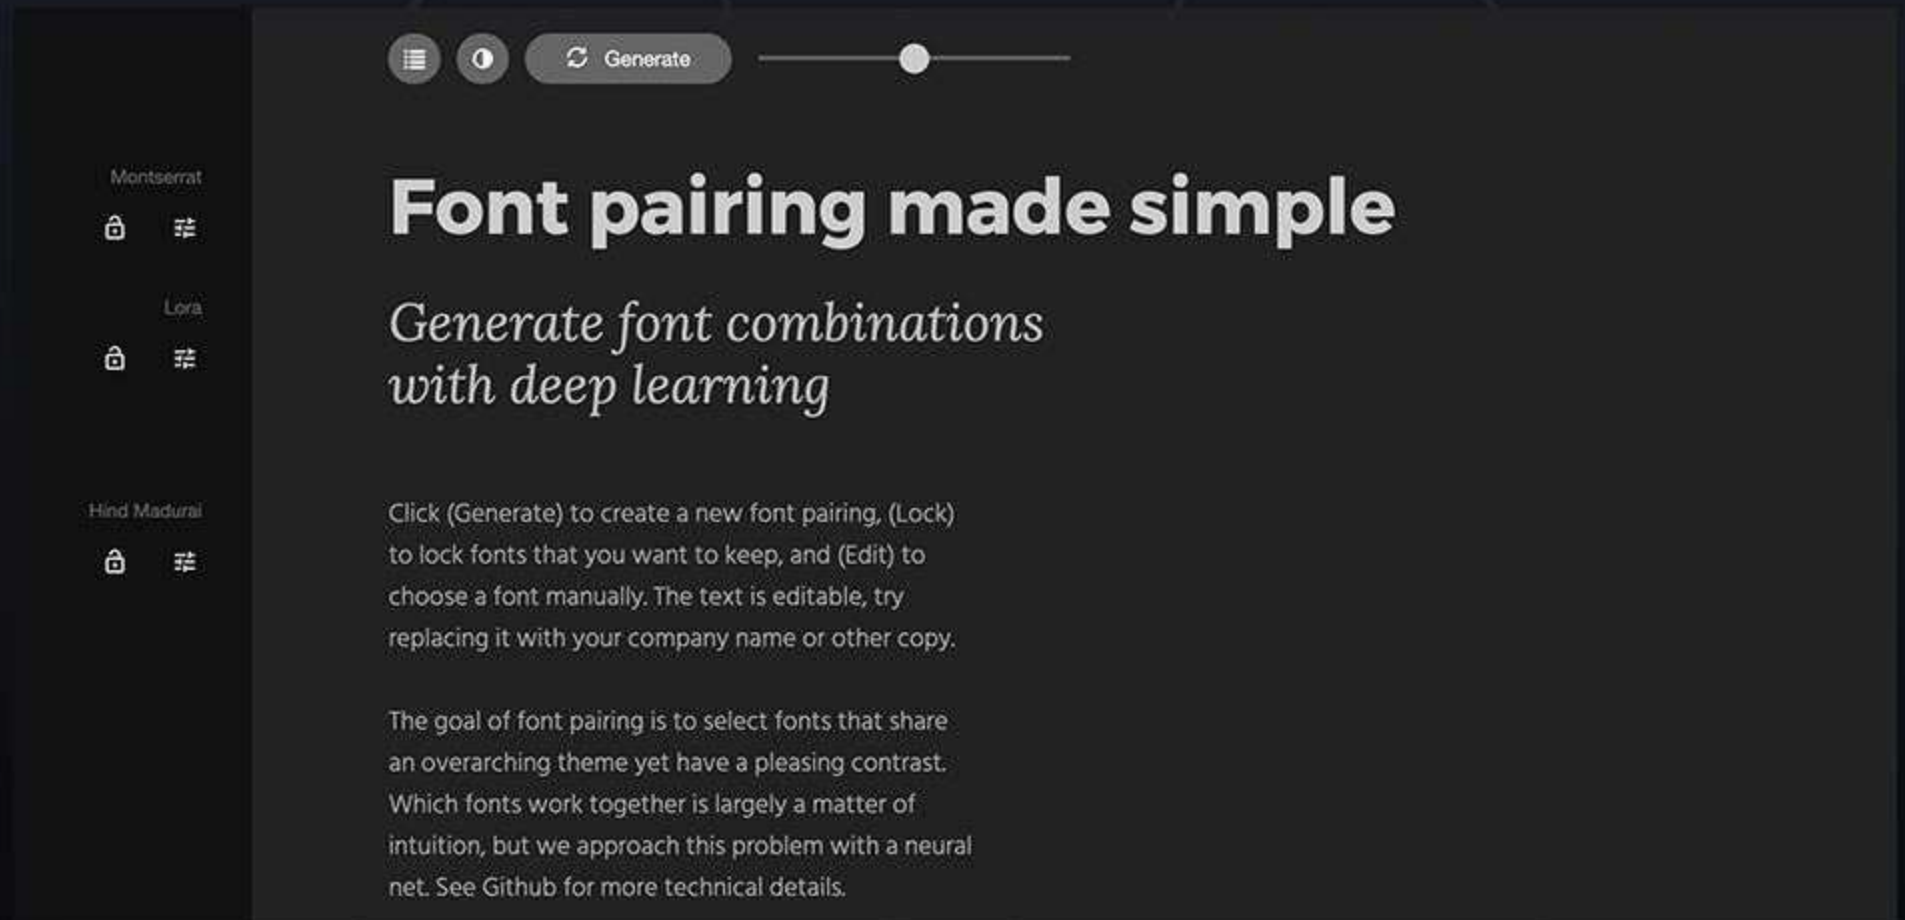 Generate
Montserrat
Font pairing made simple
Lora
Generate font combinations
with deep learning
Hind Madurai
Click (Generate) to create a new font pairing, (Lock)
to lock fonts that you want to keep, and (Edit) to
choose a font manually. The text is editable, try
replacing it with your company name or other copy.
The goal of font pairing is to select fonts that share
an overarching theme yet have a pleasing contrast.
Which fonts work together is largely a matter of
intuition, but we approach this problem with a neural
net. See Github for more technical details.